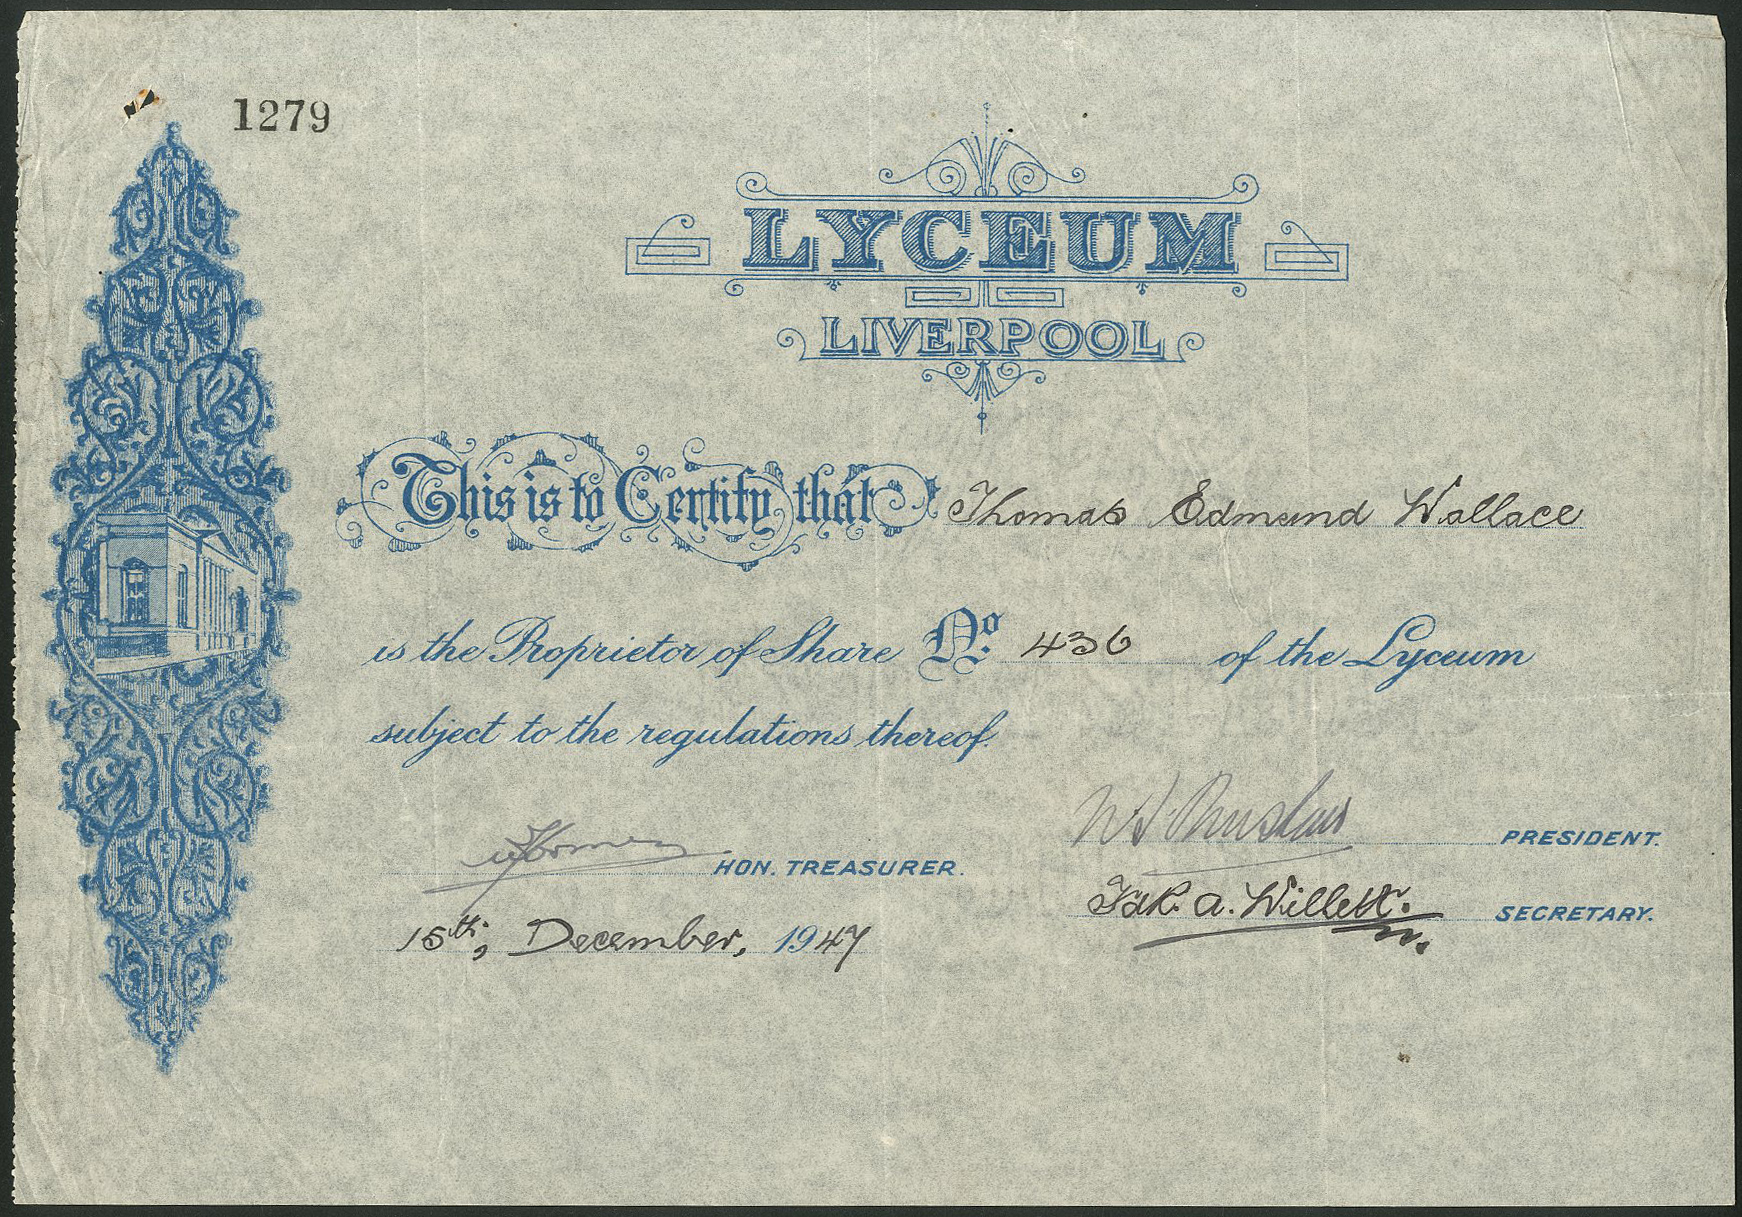 1279
LYCEUM
LIVERPOOL
This is to Certify that Thomas Edmund Wallace
is the Proprietor of Share No. 436 of the Lyceum
subject to the regulations thereof.
PRESIDENT.
HON. TREASURER.
A. Willett. SECRETARY.
15th, December, 1947